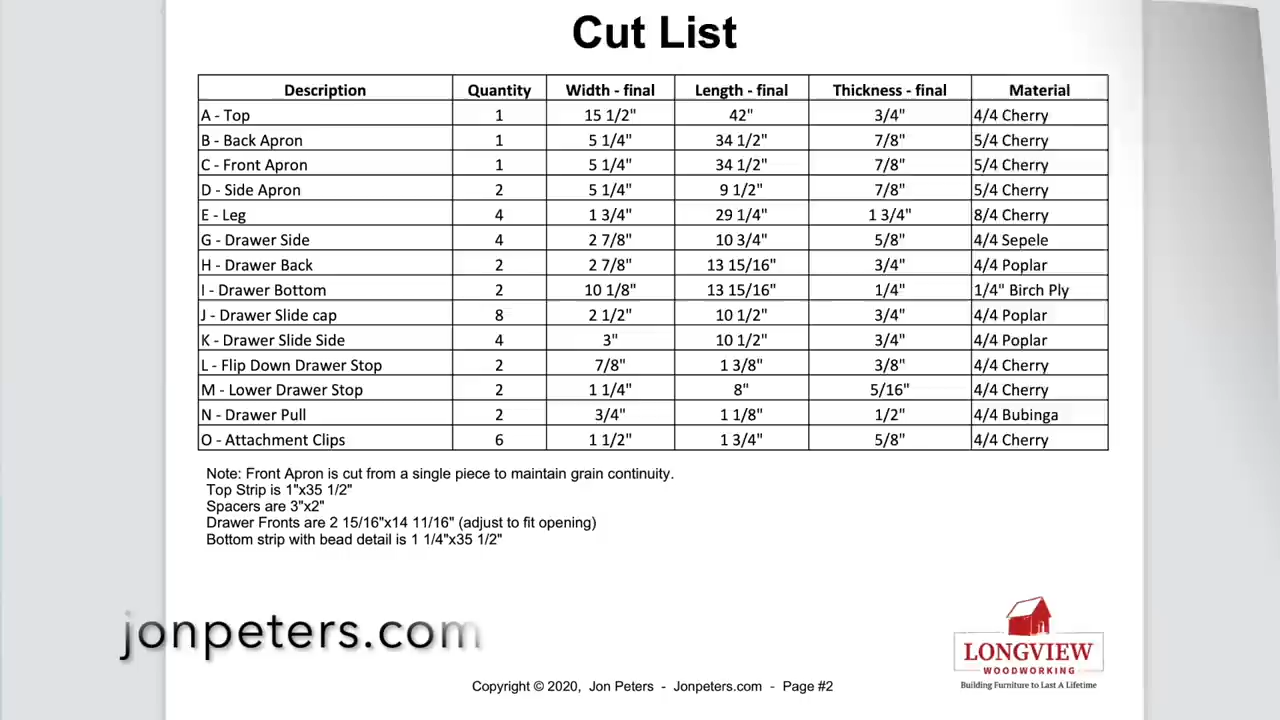 Cut List
Description Quantity Width - final Length - final Thickness - final Material
A - Top 1 15 1/2" 42" 3/4" 4/4 Cherry
B - Back Apron 1 5 1/4" 34 1/2" 7/8" 5/4 Cherry
C - Front Apron 1 5 1/4" 34 1/2" 7/8" 5/4 Cherry
D - Side Apron 2 5 1/4" 9 1/2" 7/8" 5/4 Cherry
E - Leg 4 1 3/4" 29 1/4" 1 3/4" 8/4 Cherry
G - Drawer Side 4 2 7/8" 10 3/4" 5/8" 4/4 Sepele
H - Drawer Back 2 2 7/8" 13 15/16" 3/4" 4/4 Poplar
I - Drawer Bottom 2 10 1/8" 13 15/16" 1/4" 1/4" Birch Ply
J - Drawer Slide cap 8 2 1/2" 10 1/2" 3/4" 4/4 Poplar
K - Drawer Slide Side 4 3" 10 1/2" 3/4" 4/4 Poplar
L - Flip Down Drawer Stop 2 7/8" 1 3/8" 3/8" 4/4 Cherry
M - Lower Drawer Stop 2 1 1/4" 8" 5/16" 4/4 Cherry
N - Drawer Pull 2 3/4" 1 1/8" 1/2" 4/4 Bubinga
O - Attachment Clips 6 1 1/2" 1 3/4" 5/8" 4/4 Cherry
Note: Front Apron is cut from a single piece to maintain grain continuity.
Top Strip is 1"x35 1/2"
Spacers are 3"x2"
Drawer Fronts are 2 15/16"x14 11/16" (adjust to fit opening)
Bottom strip with bead detail is 1 1/4"x35 1/2"
jonpeters.com
LONGVIEW
WOODWORKING
Building Furniture to Last A Lifetime
Copyright © 2020, Jon Peters - Jonpeters.com - Page #2